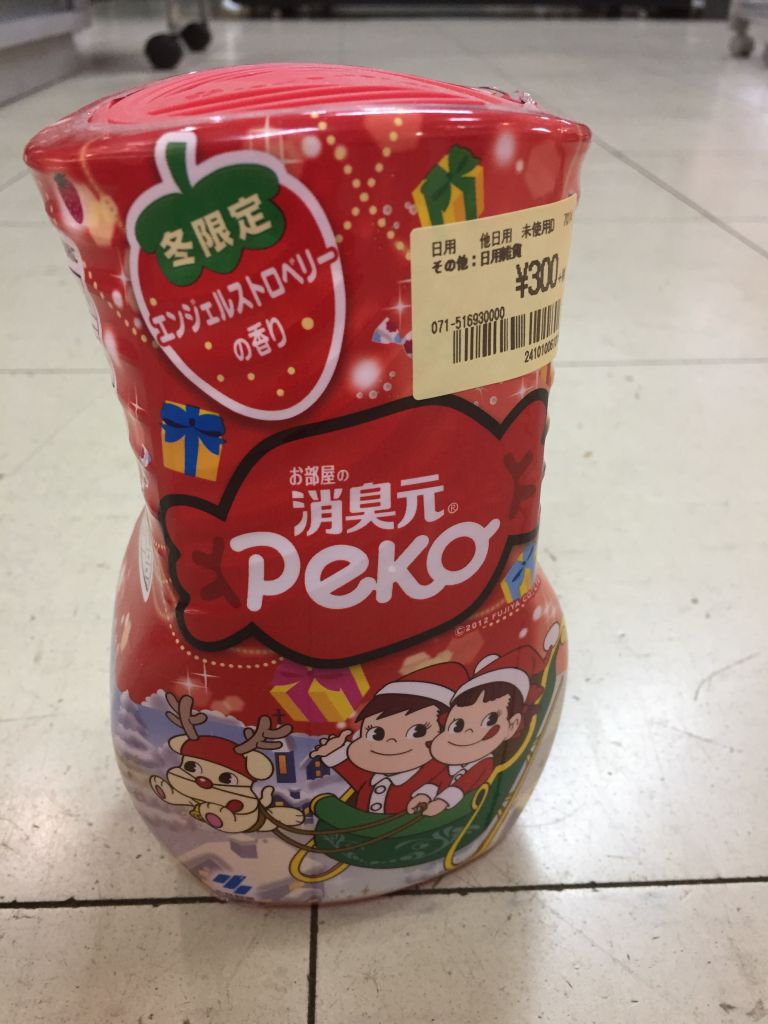 冬限定
エンジェルストロベリー
の香り
日用 他日用 未使用D
その他:日用雑貨
¥300
071-516930000
お部屋の
消臭元®
Peko
©2012 FUJIYA CO.,LTD